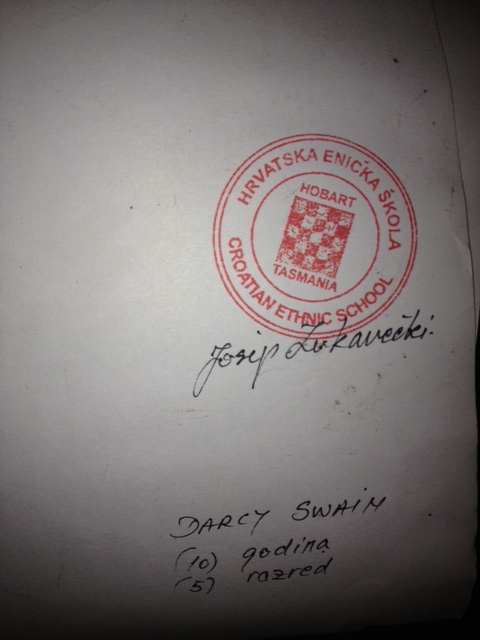 HRVATSKA ENIČKA ŠKOLA
HOBART
TASMANIA
CROATIAN ETHNIC SCHOOL
Josip Lukavečki.
DARCY SWAIN
(10) godina
(5) razred